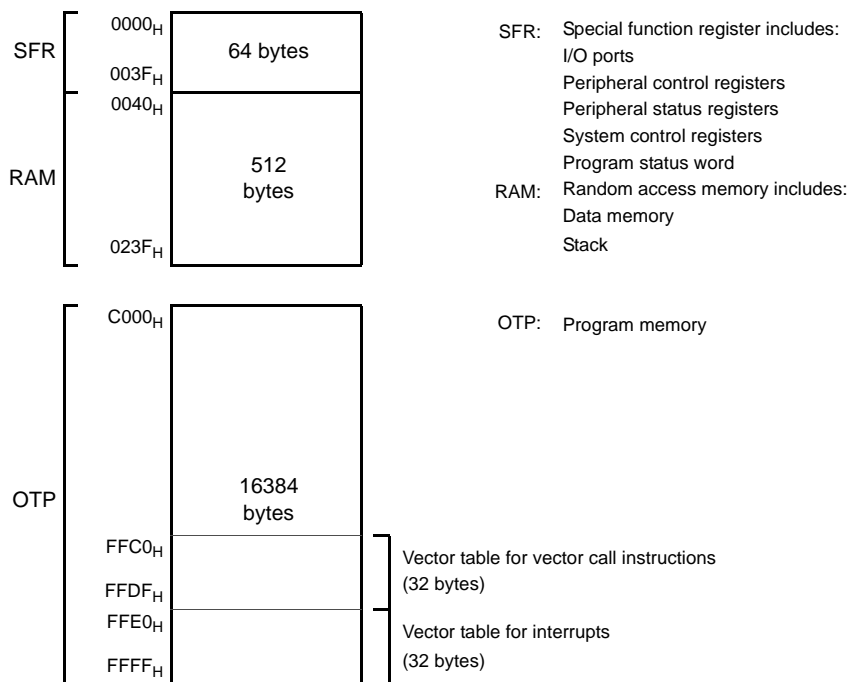 SFR
0000H
64 bytes
003FH
RAM
0040H
512
bytes
023FH
SFR: Special function register includes:
I/O ports
Peripheral control registers
Peripheral status registers
System control registers
Program status word
RAM: Random access memory includes:
Data memory
Stack
OTP
C000H
16384
bytes
OTP: Program memory
FFC0H
FFDFH
Vector table for vector call instructions
(32 bytes)
FFE0H
FFFFH
Vector table for interrupts
(32 bytes)